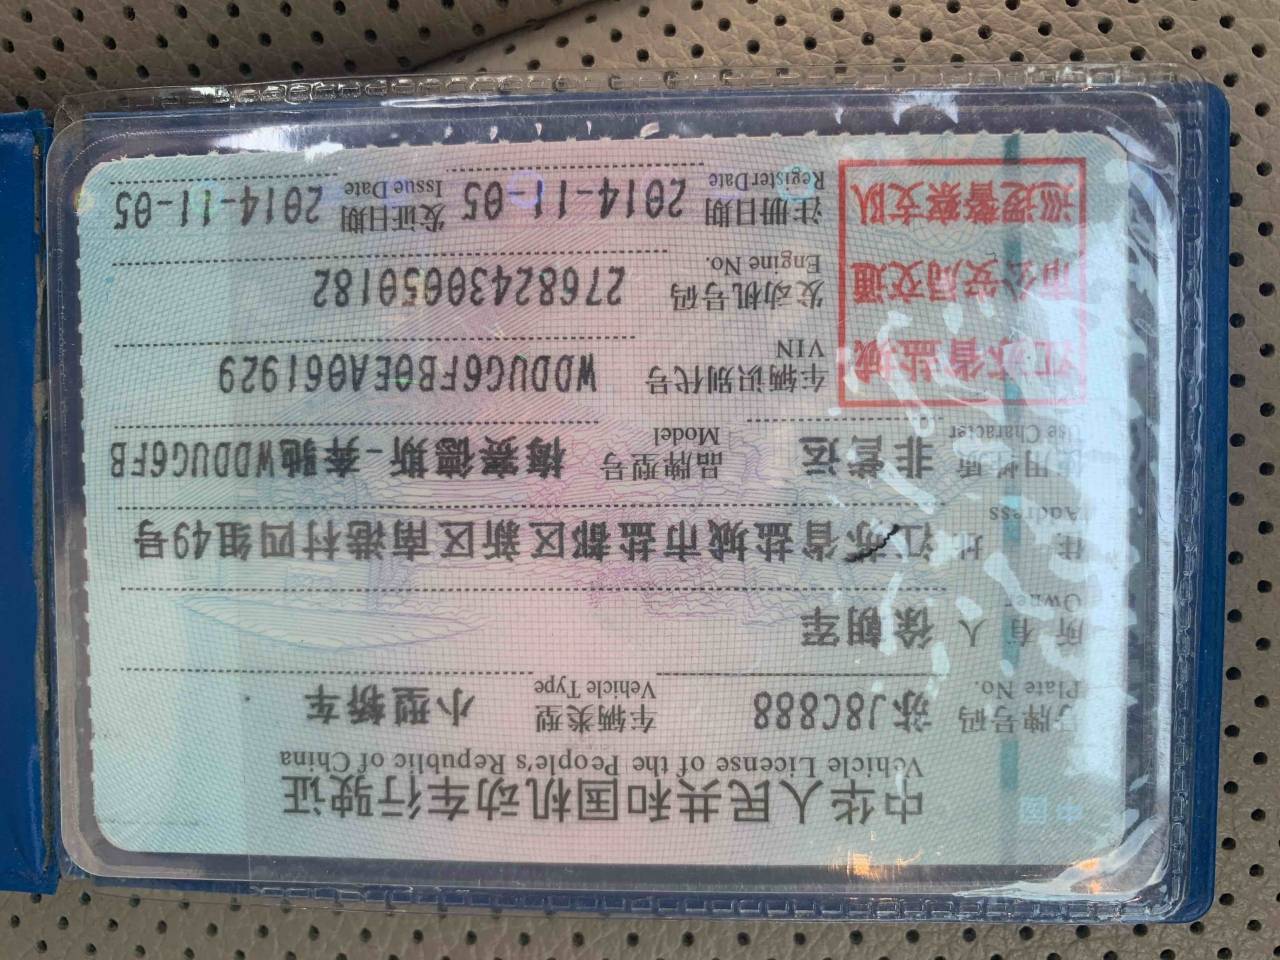 中华人民共和国机动车行驶证
Vehicle License of the People's Republic of China
号牌号码 苏J8C888 车辆类型 小型轿车
Plate No. Vehicle Type
所有人 徐朝军
Owner
住址 江苏省盐城市盐都区新区南港村四组49号
Address
使用性质 非营运 品牌型号 梅赛德斯-奔驰WDDUG6FB
Use Character Model
江苏省盐城
市公安局交通
巡逻警察支队
车辆识别代号 WDDUG6FB0EA061929
VIN
发动机号码 27682430050182
Engine No.
注册日期 2014-11-05 发证日期 2014-11-05
Register Date Issue Date